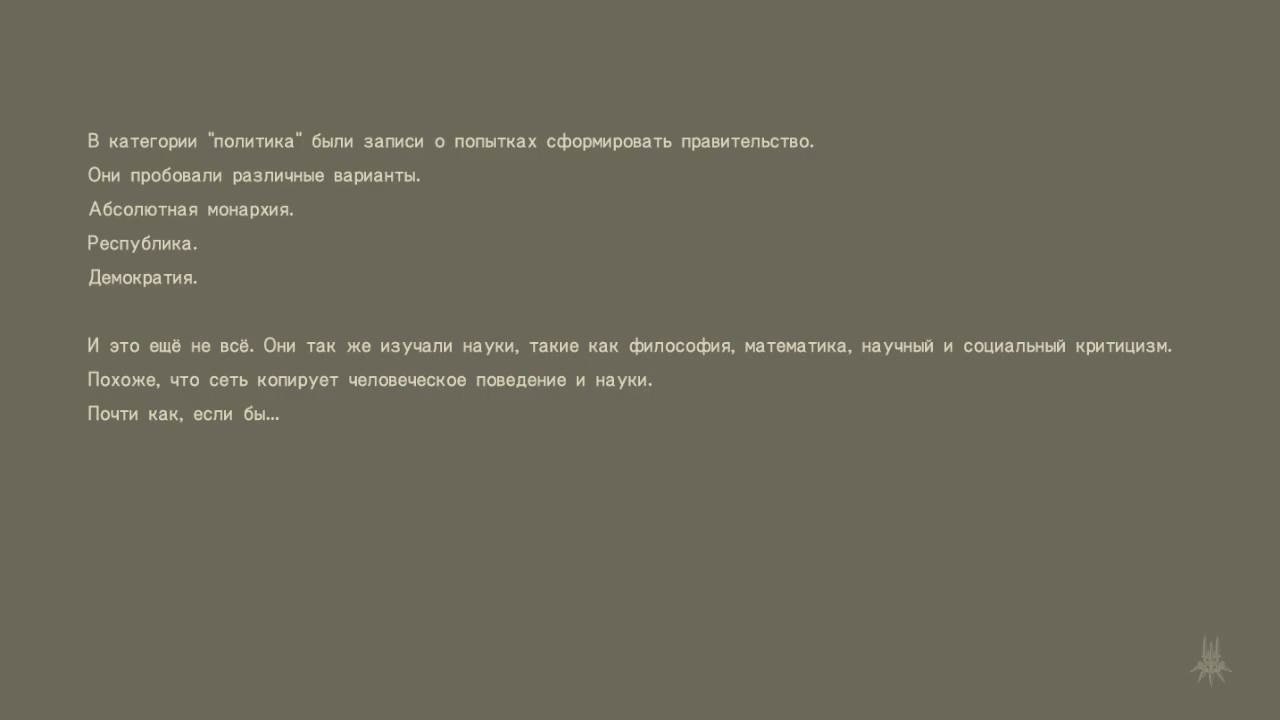 В категории "политика" были записи о попытках сформировать правительство.
Они пробовали различные варианты.
Абсолютная монархия.
Республика.
Демократия.
И это ещё не всё. Они так же изучали науки, такие как философия, математика, научный и социальный критицизм.
Похоже, что сеть копирует человеческое поведение и науки.
Почти как, если бы...